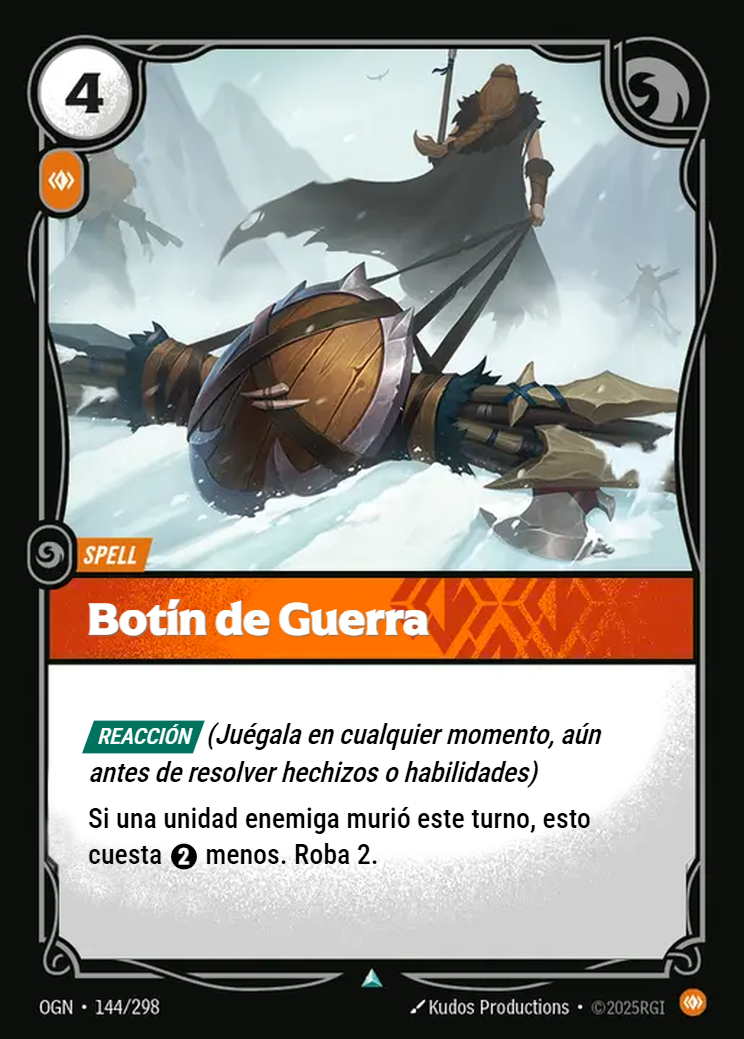 4
SPELL
Botín de Guerra
REACCIÓN (Juégala en cualquier momento, aún
antes de resolver hechizos o habilidades)
Si una unidad enemiga murió este turno, esto
cuesta 2 menos. Roba 2.
OGN • 144/298
Kudos Productions • ©2025RGI